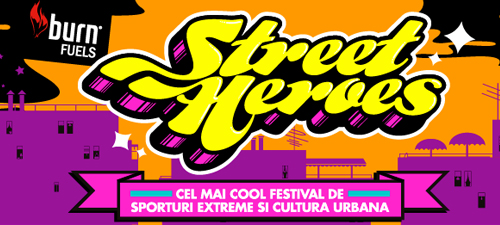 burn
FUELS
Street
Heroes
CEL MAI COOL FESTIVAL DE
SPORTURI EXTREME SI CULTURA URBANA